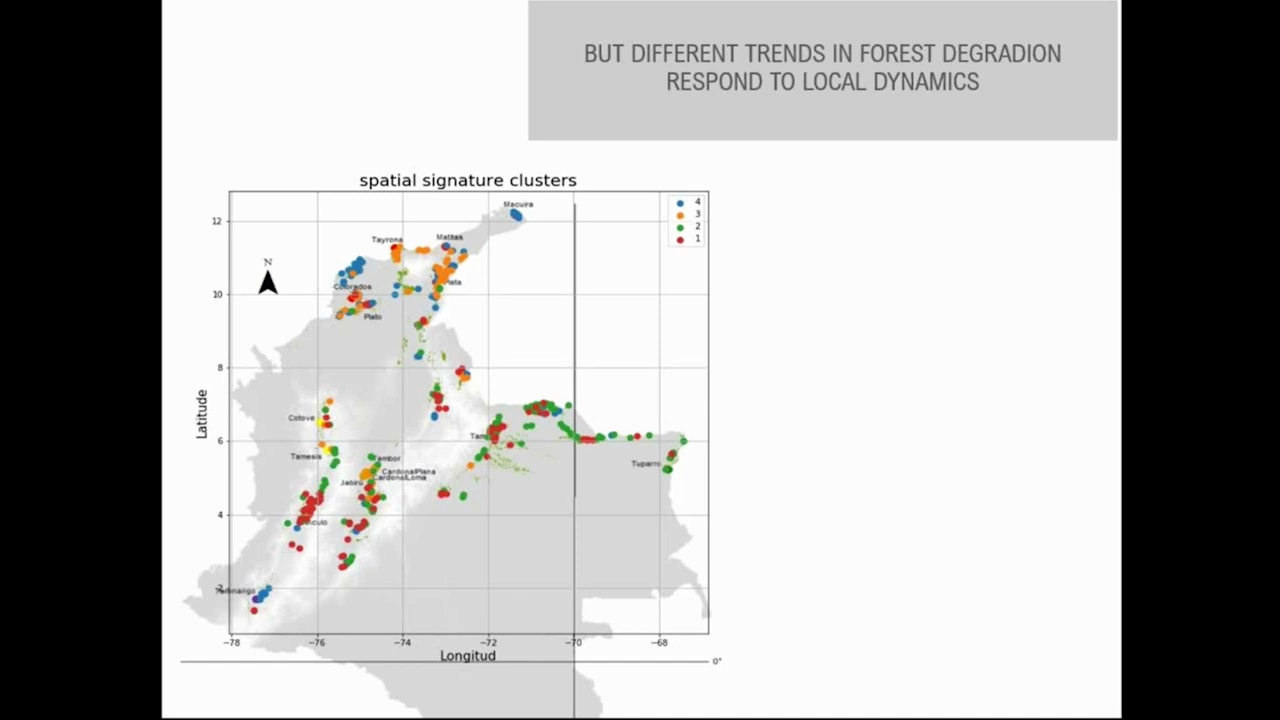 BUT DIFFERENT TRENDS IN FOREST DEGRADION
RESPOND TO LOCAL DYNAMICS
spatial signature clusters
4
3
2
1
Macuira
12
Tayrona
Matitas
N
10
Colorados
Plato
8
Latitude
Cotove
6
Tuparro
Tamesis
Tambor
CardonalPlana
CardonalLoma
Jabiru
4
2
−78
−76
−74
−72
−70
−68
Longitud
0°